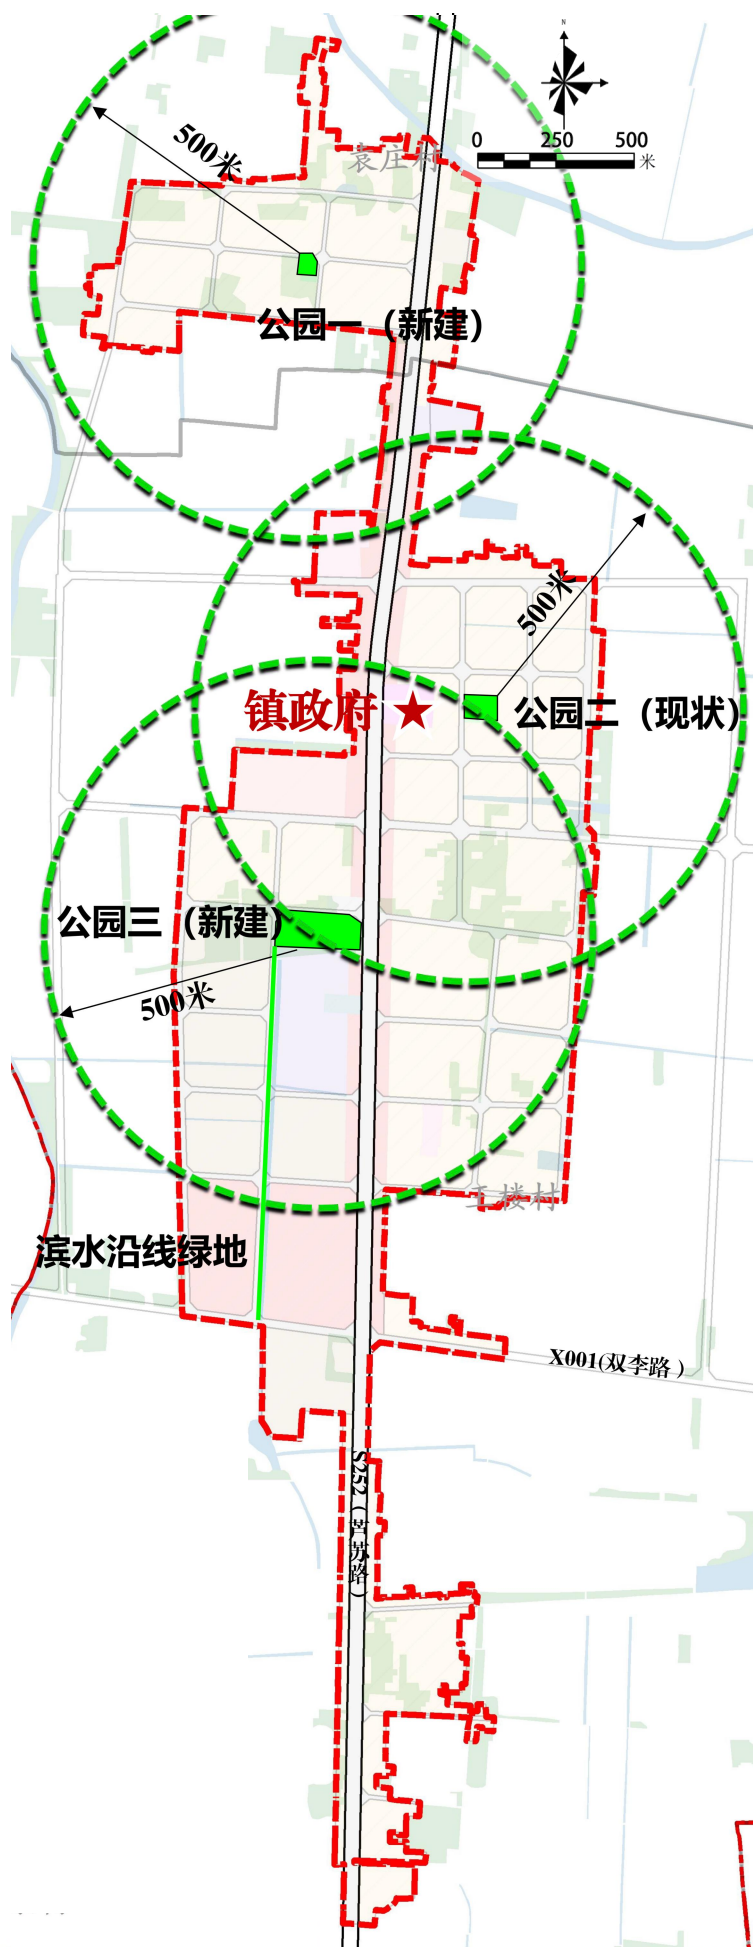 N
0 250 500
米
500米
袁庄村
公园一（新建）
500米
镇政府
公园二（现状）
公园三（新建）
500米
王楼村
滨水沿线绿地
X001(双李路)
S252（芦苏路）